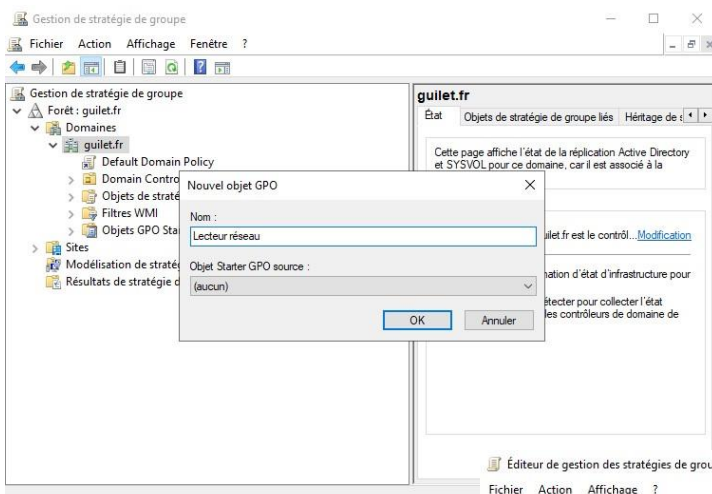 Gestion de stratégie de groupe
Fichier Action Affichage Fenêtre ?
Gestion de stratégie de groupe
Forêt : guilet.fr
Domaines
guilet.fr
Default Domain Policy
Domain Contro
Objets de straté
Filtres WMI
Objets GPO Sta
Sites
Modélisation de straté
Résultats de stratégie d
guilet.fr
État Objets de stratégie de groupe liés Héritage de s
Cette page affiche l'état de la réplication Active Directory
et SYSVOL pour ce domaine, car il est associé à la
Nouvel objet GPO
Nom :
Lecteur réseau
Objet Starter GPO source :
(aucun)
OK Annuler
uilet.fr est le contrôl...Modification
mation d'état d'infrastructure pour
étecter pour collecter l'état
les contrôleurs de domaine de
Éditeur de gestion des stratégies de grou
Fichier Action Affichage ?